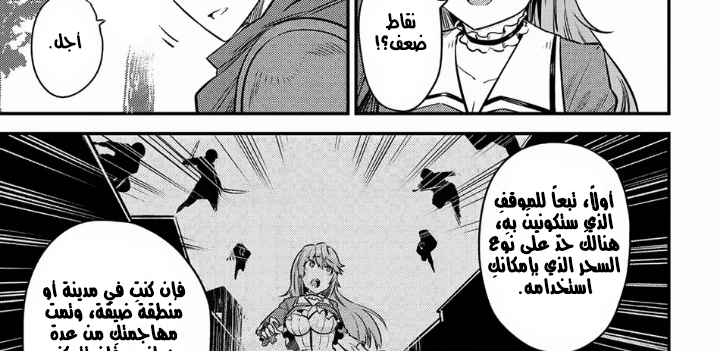 نقاط
ضعف؟!
أجل.
أولاً، تبعاً للموقفِ
الذي ستكونينَ به،
هنالك حدّ على نوع
السحر الذي بإمكانكِ
استخدامه.
فإن كنتِ في مدينة أو
منطقة ضيقة، وتمت
مهاجمتكِ من عدة